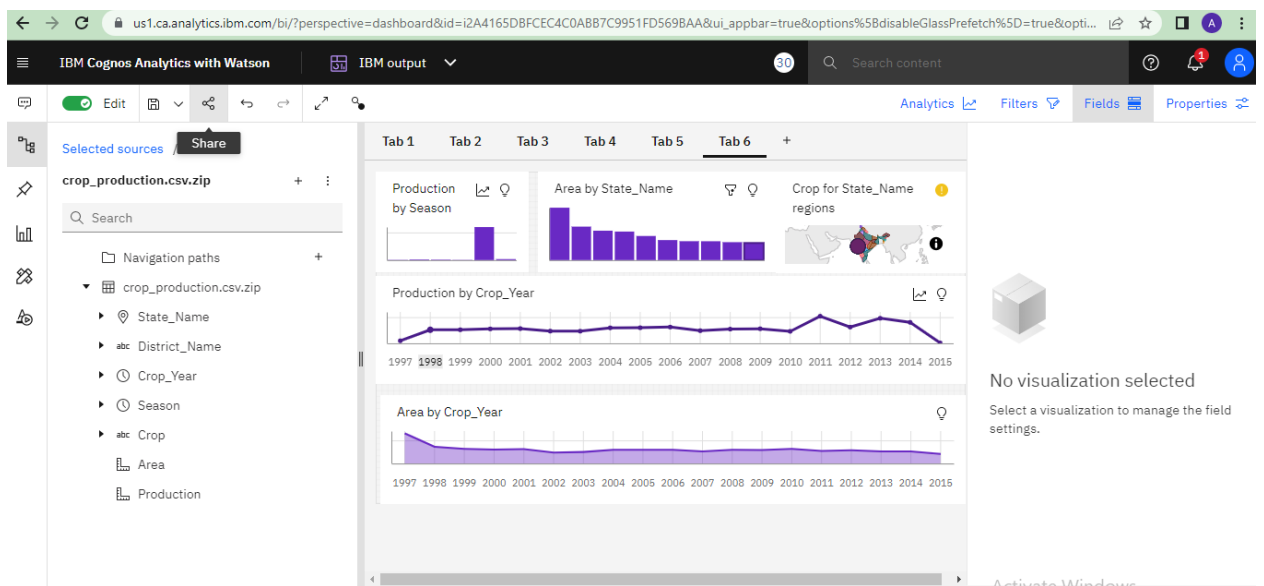 us1.ca.analytics.ibm.com/bi/?perspective=dashboard&id=i2A4165DBFCEC4C0ABB7C9951FD569BAA&ui_appbar=true&options%5BdisableGlassPrefetch%5D=true&opti...
A
IBM Cognos Analytics with Watson
IBM output
30
Search content
1
Edit
Analytics
Filters
Fields
Properties
Selected sources /
Share
crop_production.csv.zip
Search
Navigation paths
crop_production.csv.zip
State_Name
abc District_Name
Crop_Year
Season
abc Crop
Area
Production
Tab 1 Tab 2 Tab 3 Tab 4 Tab 5 Tab 6 +
Production
by Season
Area by State_Name
Crop for State_Name
regions
Production by Crop_Year
1997 1998 1999 2000 2001 2002 2003 2004 2005 2006 2007 2008 2009 2010 2011 2012 2013 2014 2015
Area by Crop_Year
1997 1998 1999 2000 2001 2002 2003 2004 2005 2006 2007 2008 2009 2010 2011 2012 2013 2014 2015
No visualization selected
Select a visualization to manage the field
settings.
Activate Windows